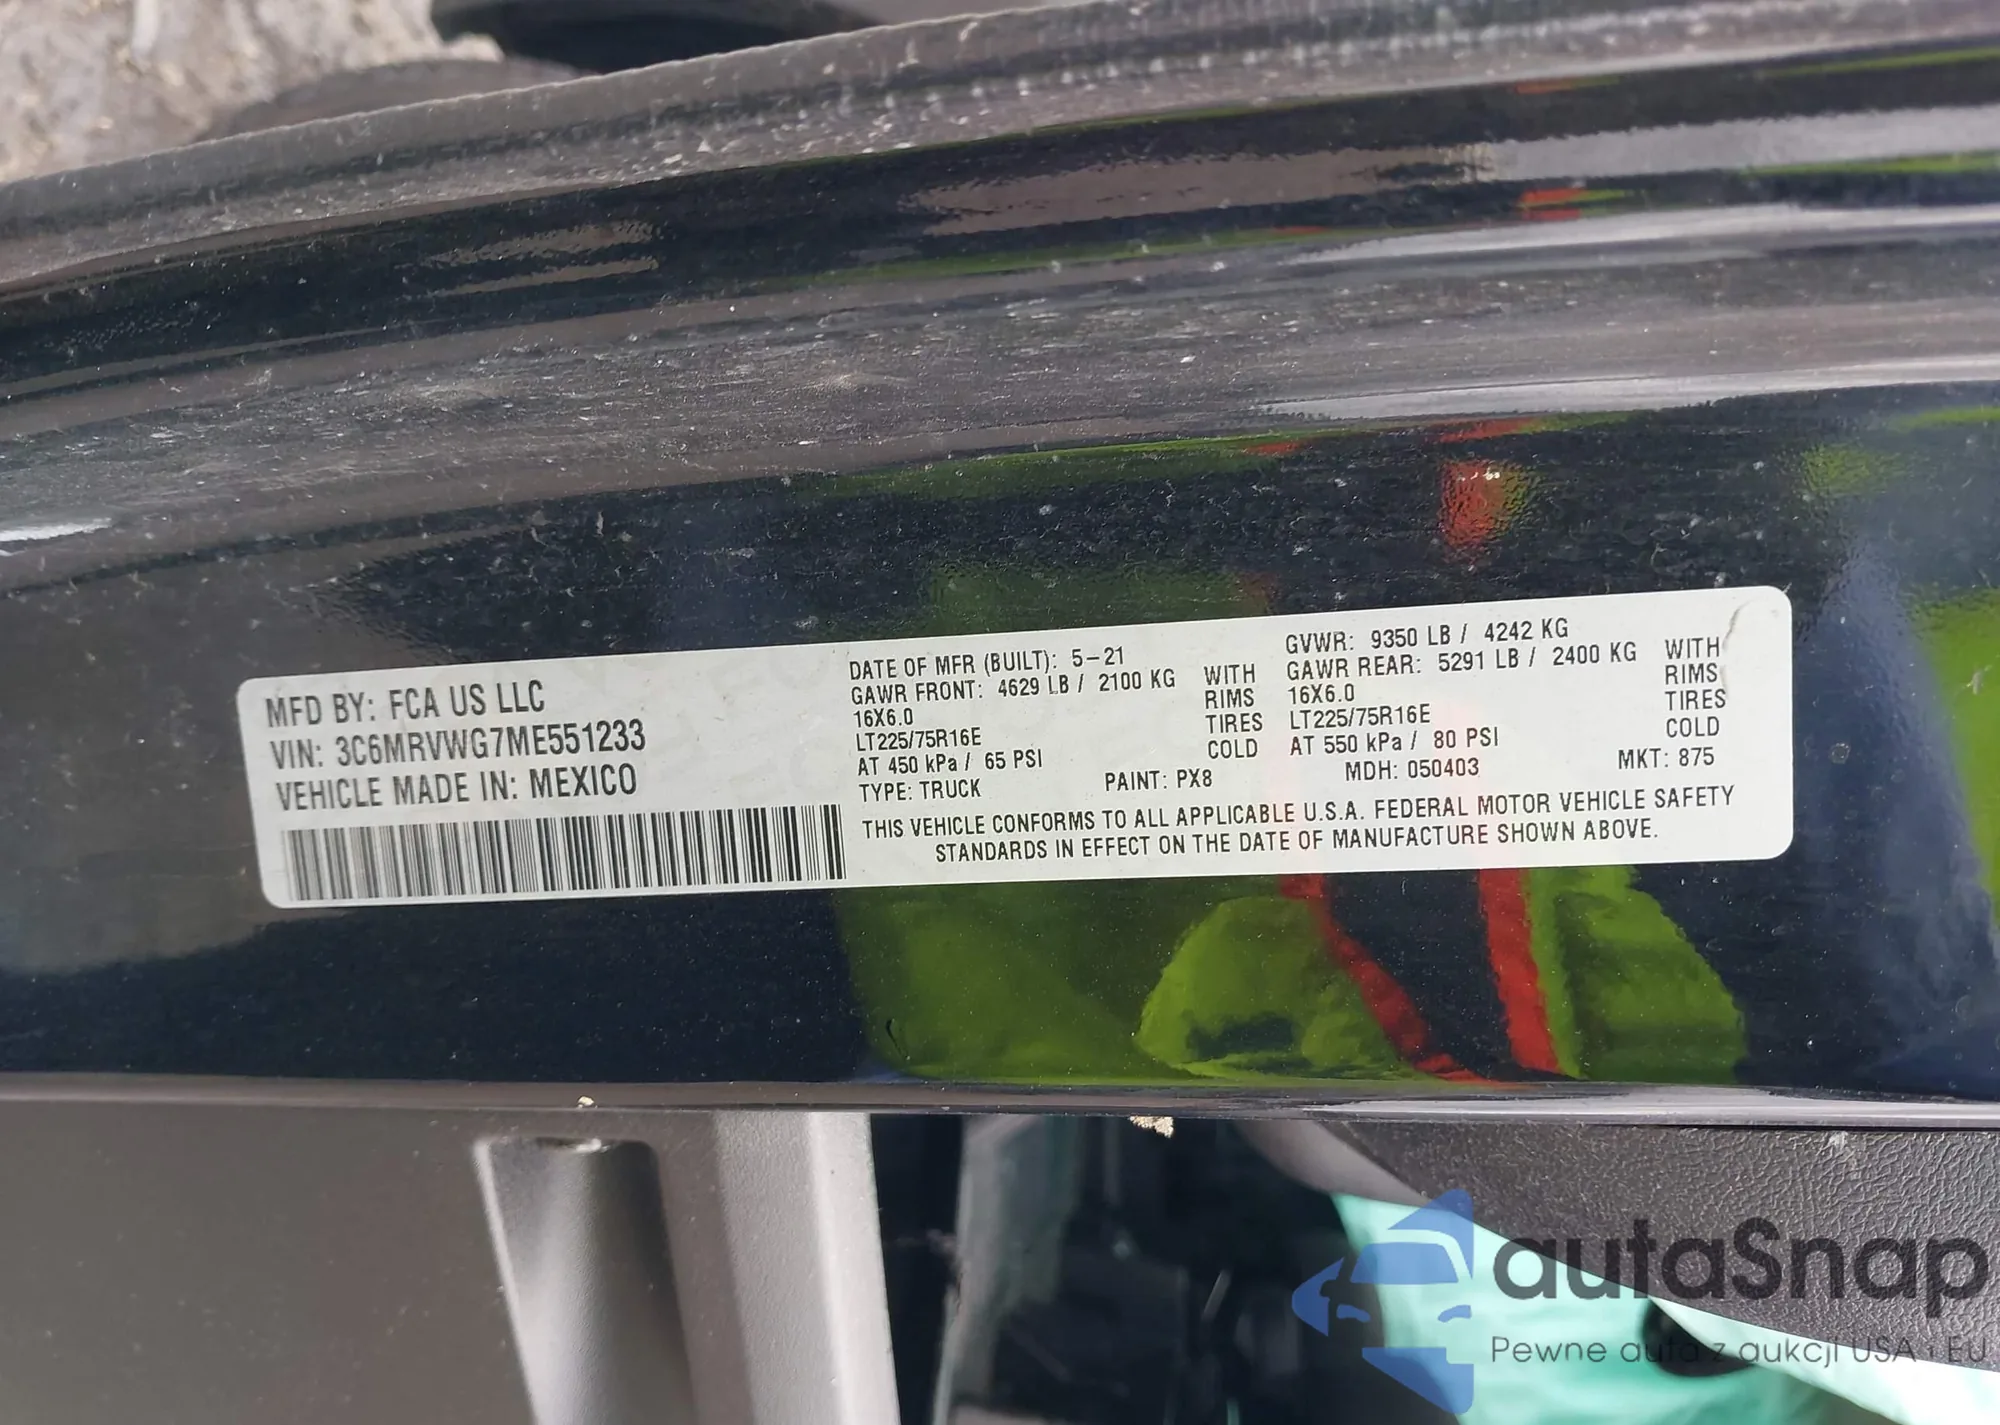 MFD BY: FCA US LLC
VIN: 3C6MRVWG7ME551233
VEHICLE MADE IN: MEXICO
DATE OF MFR (BUILT): 5-21
GAWR FRONT: 4629 LB / 2100 KG WITH
16X6.0 RIMS
LT225/75R16E TIRES
AT 450 kPa / 65 PSI COLD
TYPE: TRUCK PAINT: PX8
GVWR: 9350 LB / 4242 KG
GAWR REAR: 5291 LB / 2400 KG WITH
16X6.0 RIMS
LT225/75R16E TIRES
AT 550 kPa / 80 PSI COLD
MDH: 050403 MKT: 875
THIS VEHICLE CONFORMS TO ALL APPLICABLE U.S.A. FEDERAL MOTOR VEHICLE SAFETY
STANDARDS IN EFFECT ON THE DATE OF MANUFACTURE SHOWN ABOVE.
autaSnap
Pewne auta z aukcji USA i EU